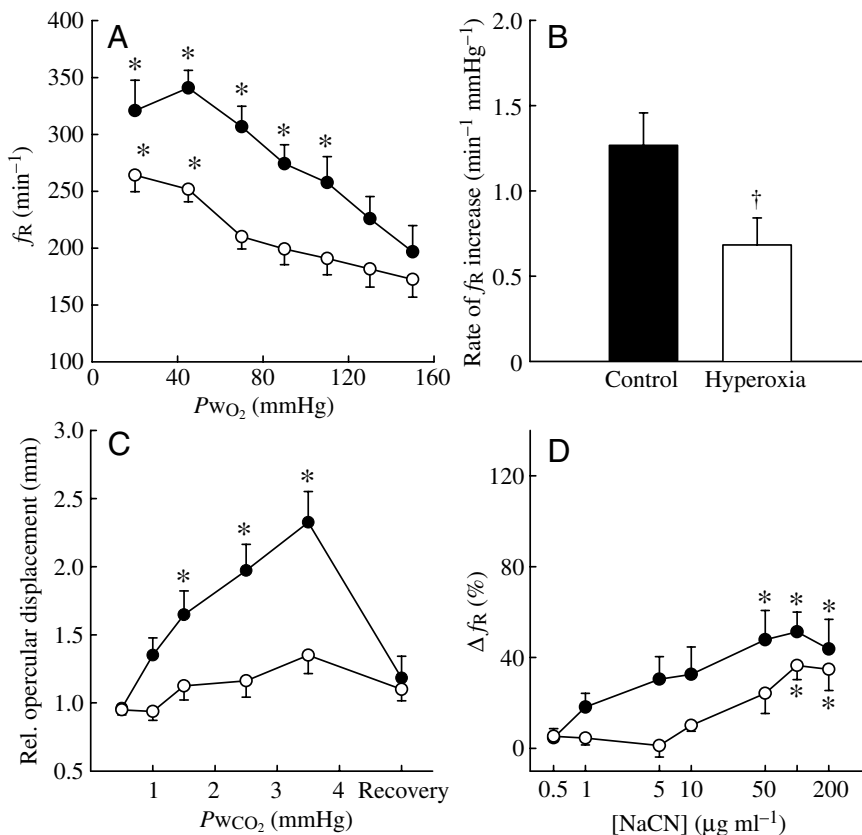 A
400
350
300
250
200
150
100
fR (min−1)
* * * * *
* *
0 40 80 120 160
PwO2 (mmHg)
B
2.0
1.5
1.0
0.5
0
Rate of fR increase (min−1 mmHg−1)
†
Control Hyperoxia
C
3.0
2.5
2.0
1.5
1.0
0.5
Rel. opercular displacement (mm)
* * *
1 2 3 4 Recovery
PwCO2 (mmHg)
D
120
80
40
0
ΔfR (%)
* * *
* *
0.5 1 5 10 50 200
[NaCN] (μg ml−1)